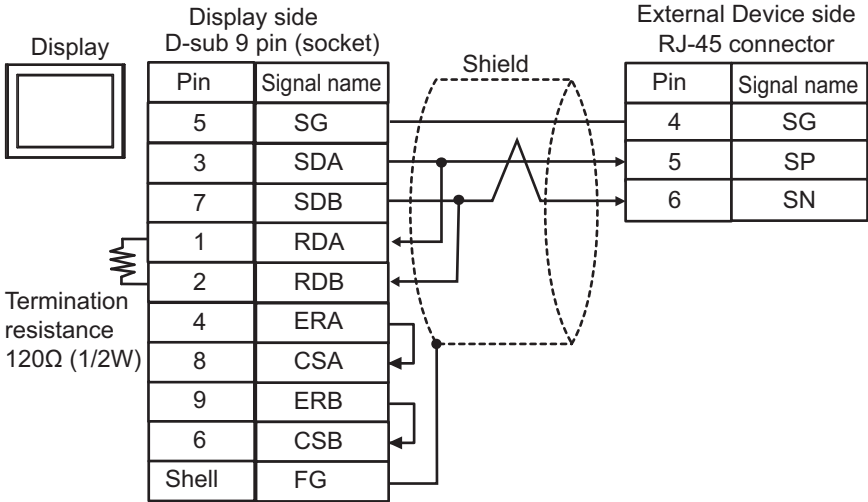 Display
Display side
D-sub 9 pin (socket)
Pin Signal name
5 SG
3 SDA
7 SDB
1 RDA
2 RDB
4 ERA
8 CSA
9 ERB
6 CSB
Shell FG
Termination
resistance
120Ω (1/2W)
Shield
External Device side
RJ-45 connector
Pin Signal name
4 SG
5 SP
6 SN